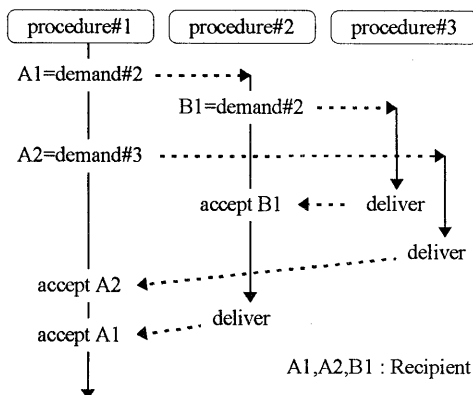 procedure#1 procedure#2 procedure#3
A1=demand#2
B1=demand#2
A2=demand#3
accept B1 deliver
deliver
accept A2
accept A1 deliver
A1,A2,B1 : Recipient